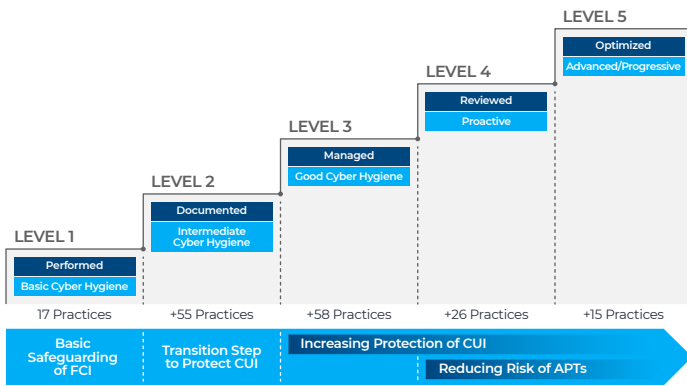 LEVEL 5
Optimized
Advanced/Progressive
LEVEL 4
Reviewed
Proactive
LEVEL 3
Managed
Good Cyber Hygiene
LEVEL 2
Documented
Intermediate
Cyber Hygiene
LEVEL 1
Performed
Basic Cyber Hygiene
17 Practices
+55 Practices
+58 Practices
+26 Practices
+15 Practices
Basic
Safeguarding
of FCI
Transition Step
to Protect CUI
Increasing Protection of CUI
Reducing Risk of APTs